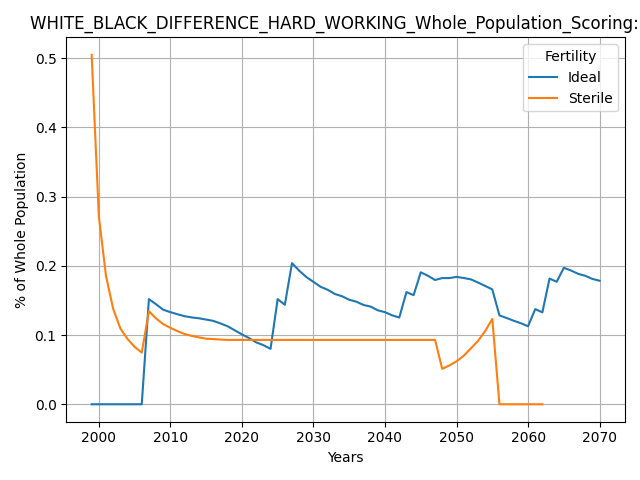 WHITE_BLACK_DIFFERENCE_HARD_WORKING_Whole_Population_Scoring:
Fertility
Ideal
Sterile
% of Whole Population
0.5
0.4
0.3
0.2
0.1
0.0
2000 2010 2020 2030 2040 2050 2060 2070
Years